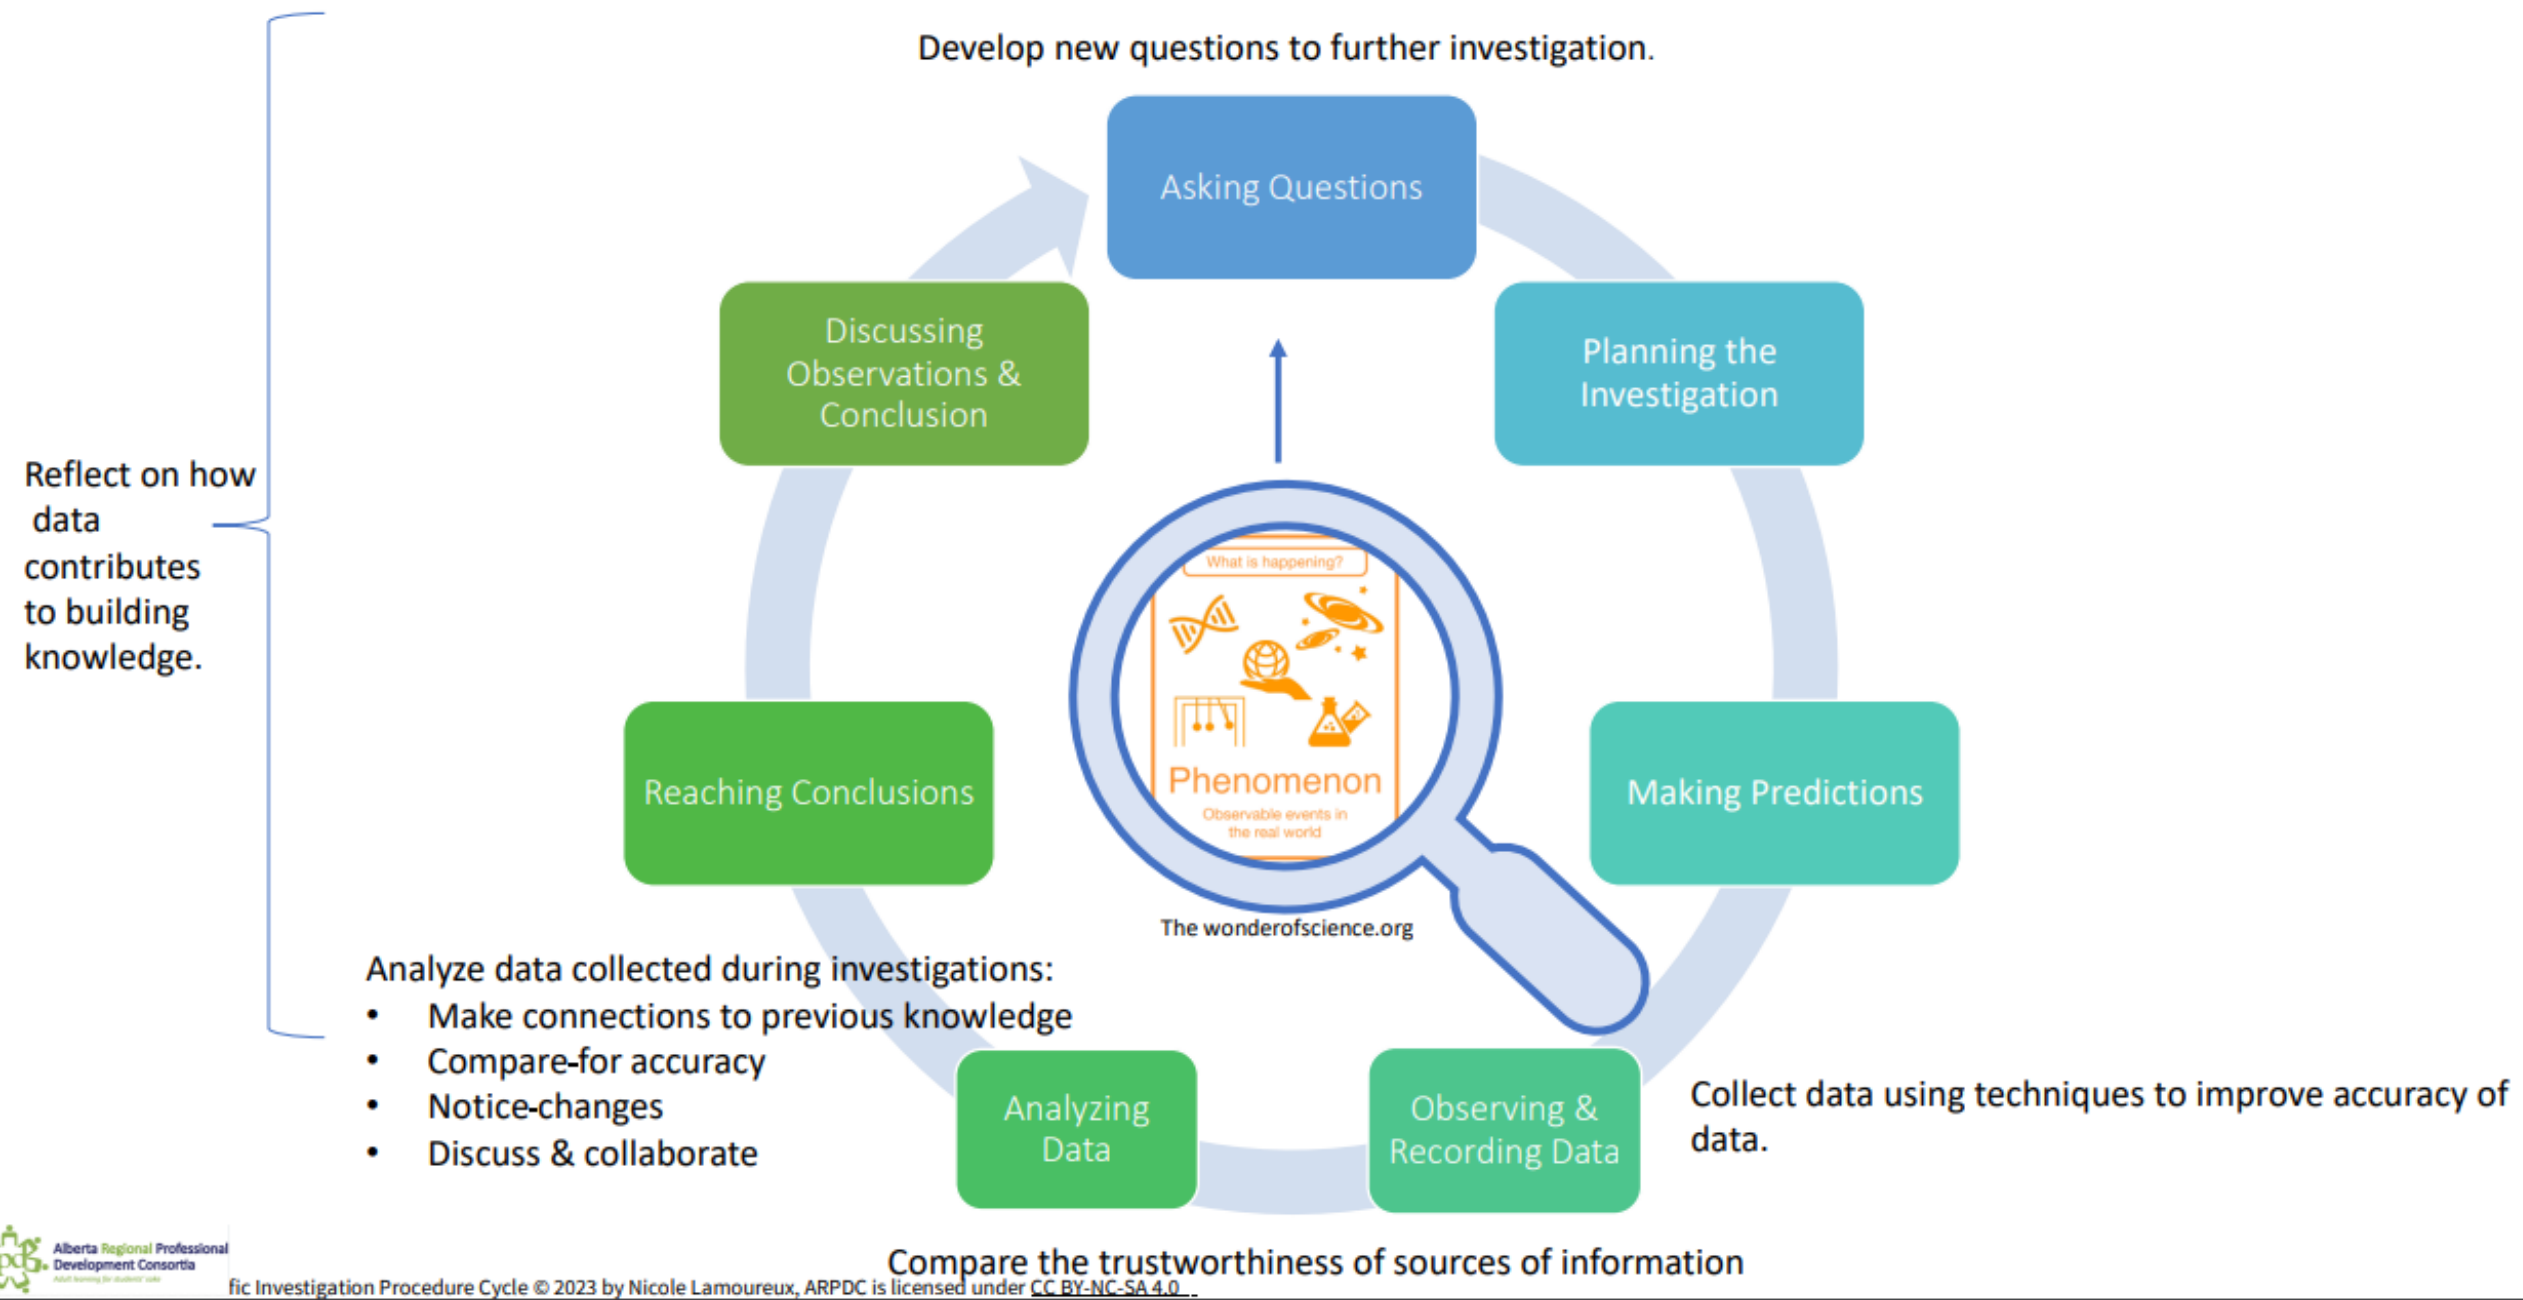 Develop new questions to further investigation.
Asking Questions
Discussing
Observations &
Conclusion
Planning the
Investigation
Reflect on how
data
contributes
to building
knowledge.
What is happening?
Phenomenon
Observable events in
the real world
Reaching Conclusions
Making Predictions
The wonderofscience.org
Analyze data collected during investigations:
• Make connections to previous knowledge
• Compare-for accuracy
• Notice-changes
• Discuss & collaborate
Analyzing
Data
Observing &
Recording Data
Collect data using techniques to improve accuracy of
data.
Compare the trustworthiness of sources of information
Alberta Regional Professional
Development Consortia
Adult learning for students' sake
fic Investigation Procedure Cycle © 2023 by Nicole Lamoureux, ARPDC is licensed under CC BY-NC-SA 4.0